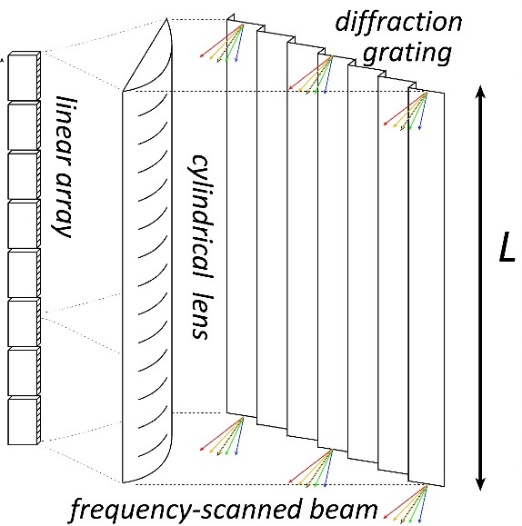 diffraction
grating
linear array
cylindrical lens
L
frequency-scanned beam